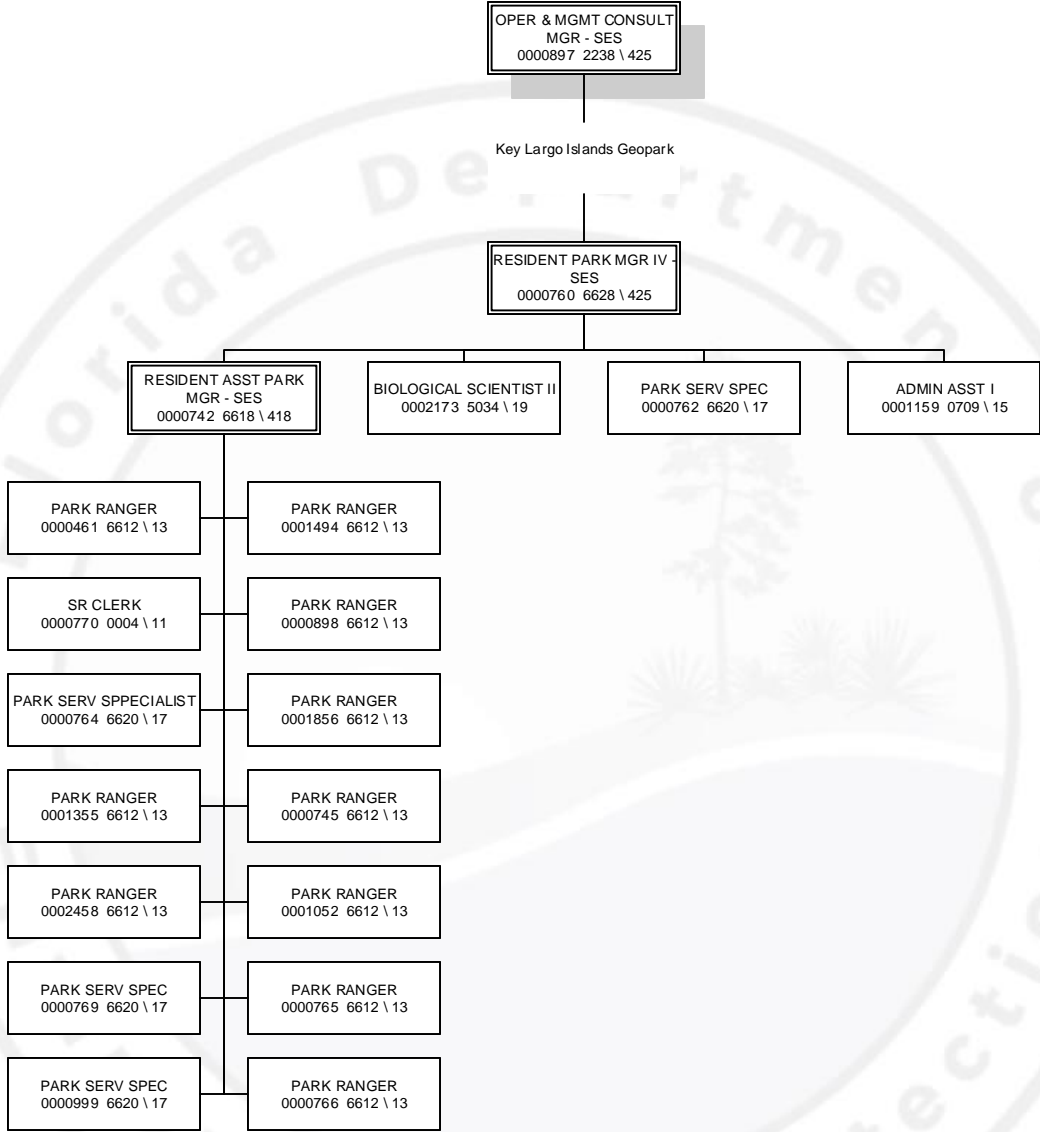 OPER & MGMT CONSULT
MGR - SES
0000897 2238 \ 425
Key Largo Islands Geopark
RESIDENT PARK MGR IV -
SES
0000760 6628 \ 425
RESIDENT ASST PARK
MGR - SES
0000742 6618 \ 418
BIOLOGICAL SCIENTIST II
0002173 5034 \ 19
PARK SERV SPEC
0000762 6620 \ 17
ADMIN ASST I
0001159 0709 \ 15
PARK RANGER
0000461 6612 \ 13
PARK RANGER
0001494 6612 \ 13
SR CLERK
0000770 0004 \ 11
PARK RANGER
0000898 6612 \ 13
PARK SERV SPPECIALIST
0000764 6620 \ 17
PARK RANGER
0001856 6612 \ 13
PARK RANGER
0001355 6612 \ 13
PARK RANGER
0000745 6612 \ 13
PARK RANGER
0002458 6612 \ 13
PARK RANGER
0001052 6612 \ 13
PARK SERV SPEC
0000769 6620 \ 17
PARK RANGER
0000765 6612 \ 13
PARK SERV SPEC
0000999 6620 \ 17
PARK RANGER
0000766 6612 \ 13